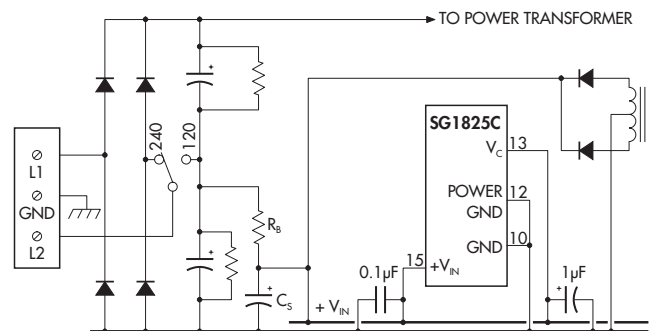 TO POWER TRANSFORMER
SG1825C
VC 13
240
120
L1
GND
L2
POWER GND 12
GND 10
RB
15 +VIN
0.1µF
1µF
CS
+ VIN